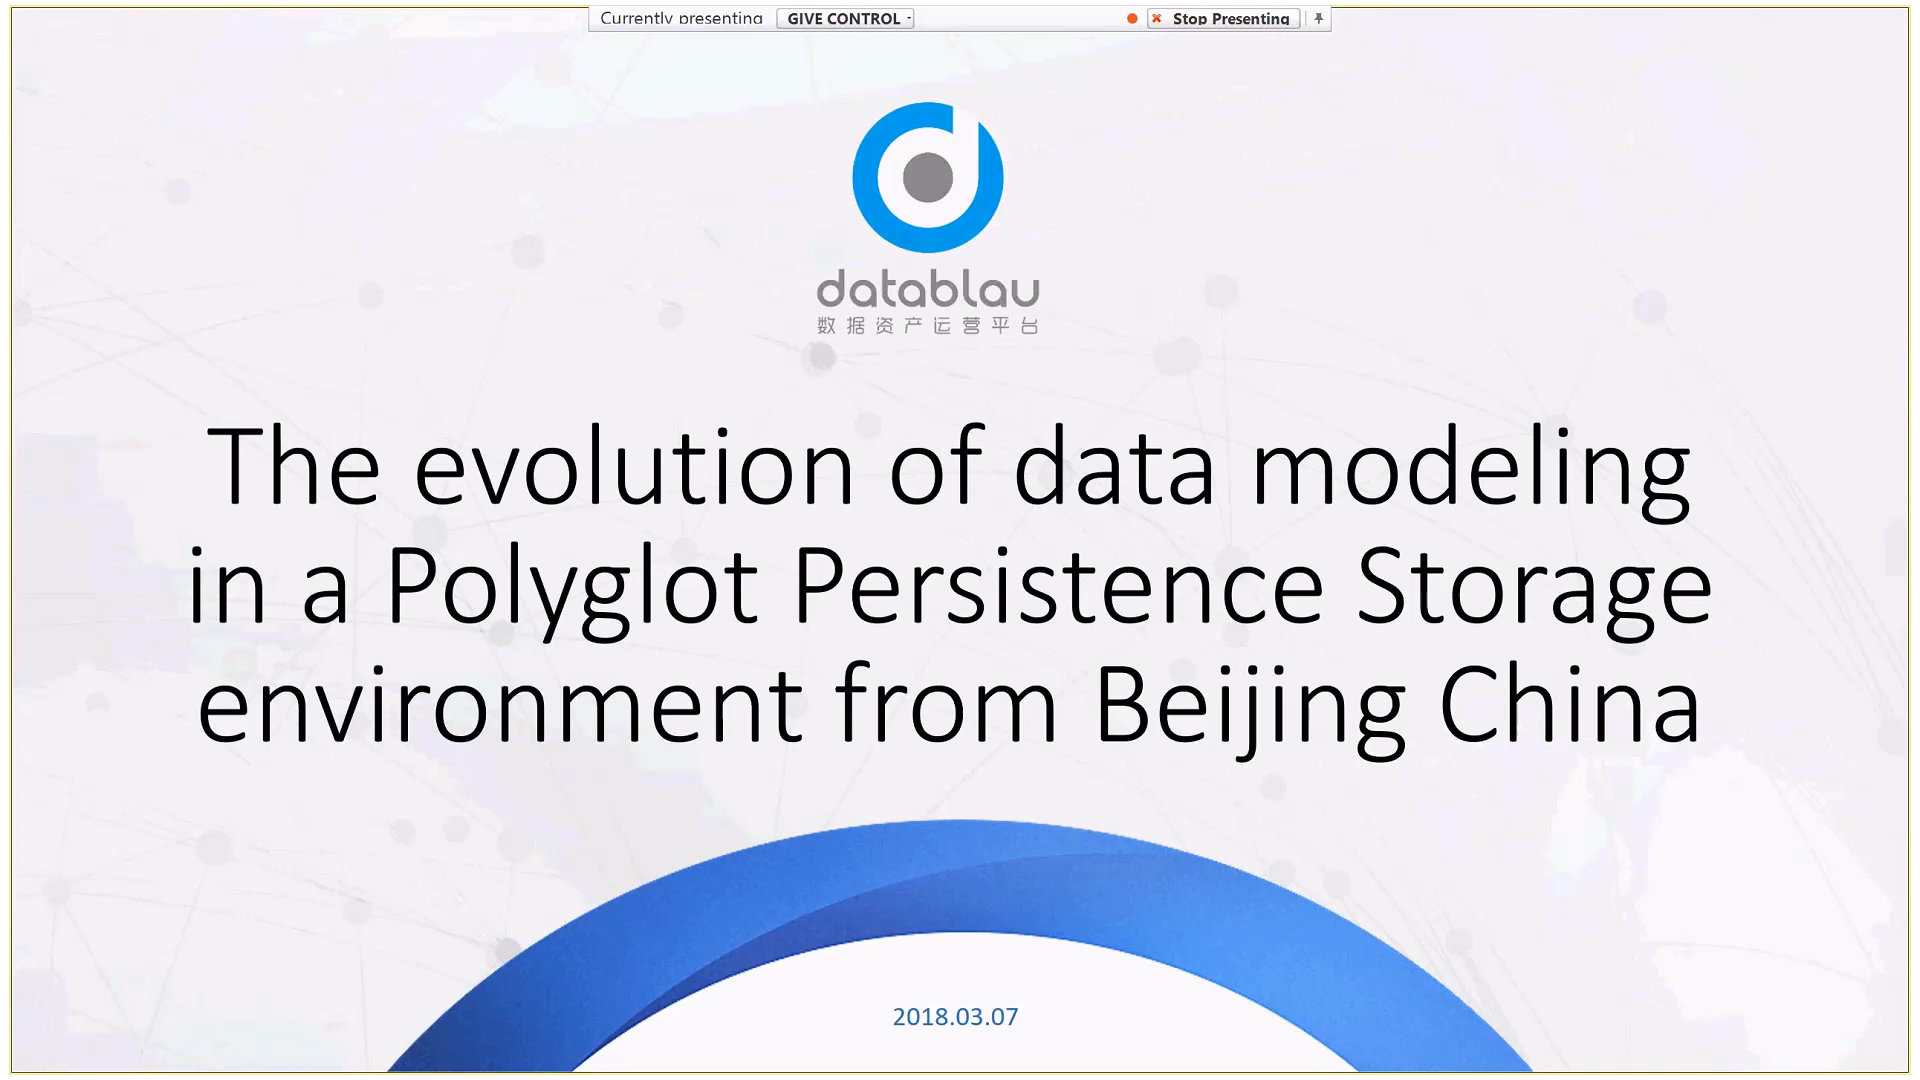 Currently presenting GIVE CONTROL Stop Presenting
datablau
数据资产运营平台
The evolution of data modeling
in a Polyglot Persistence Storage
environment from Beijing China
2018.03.07